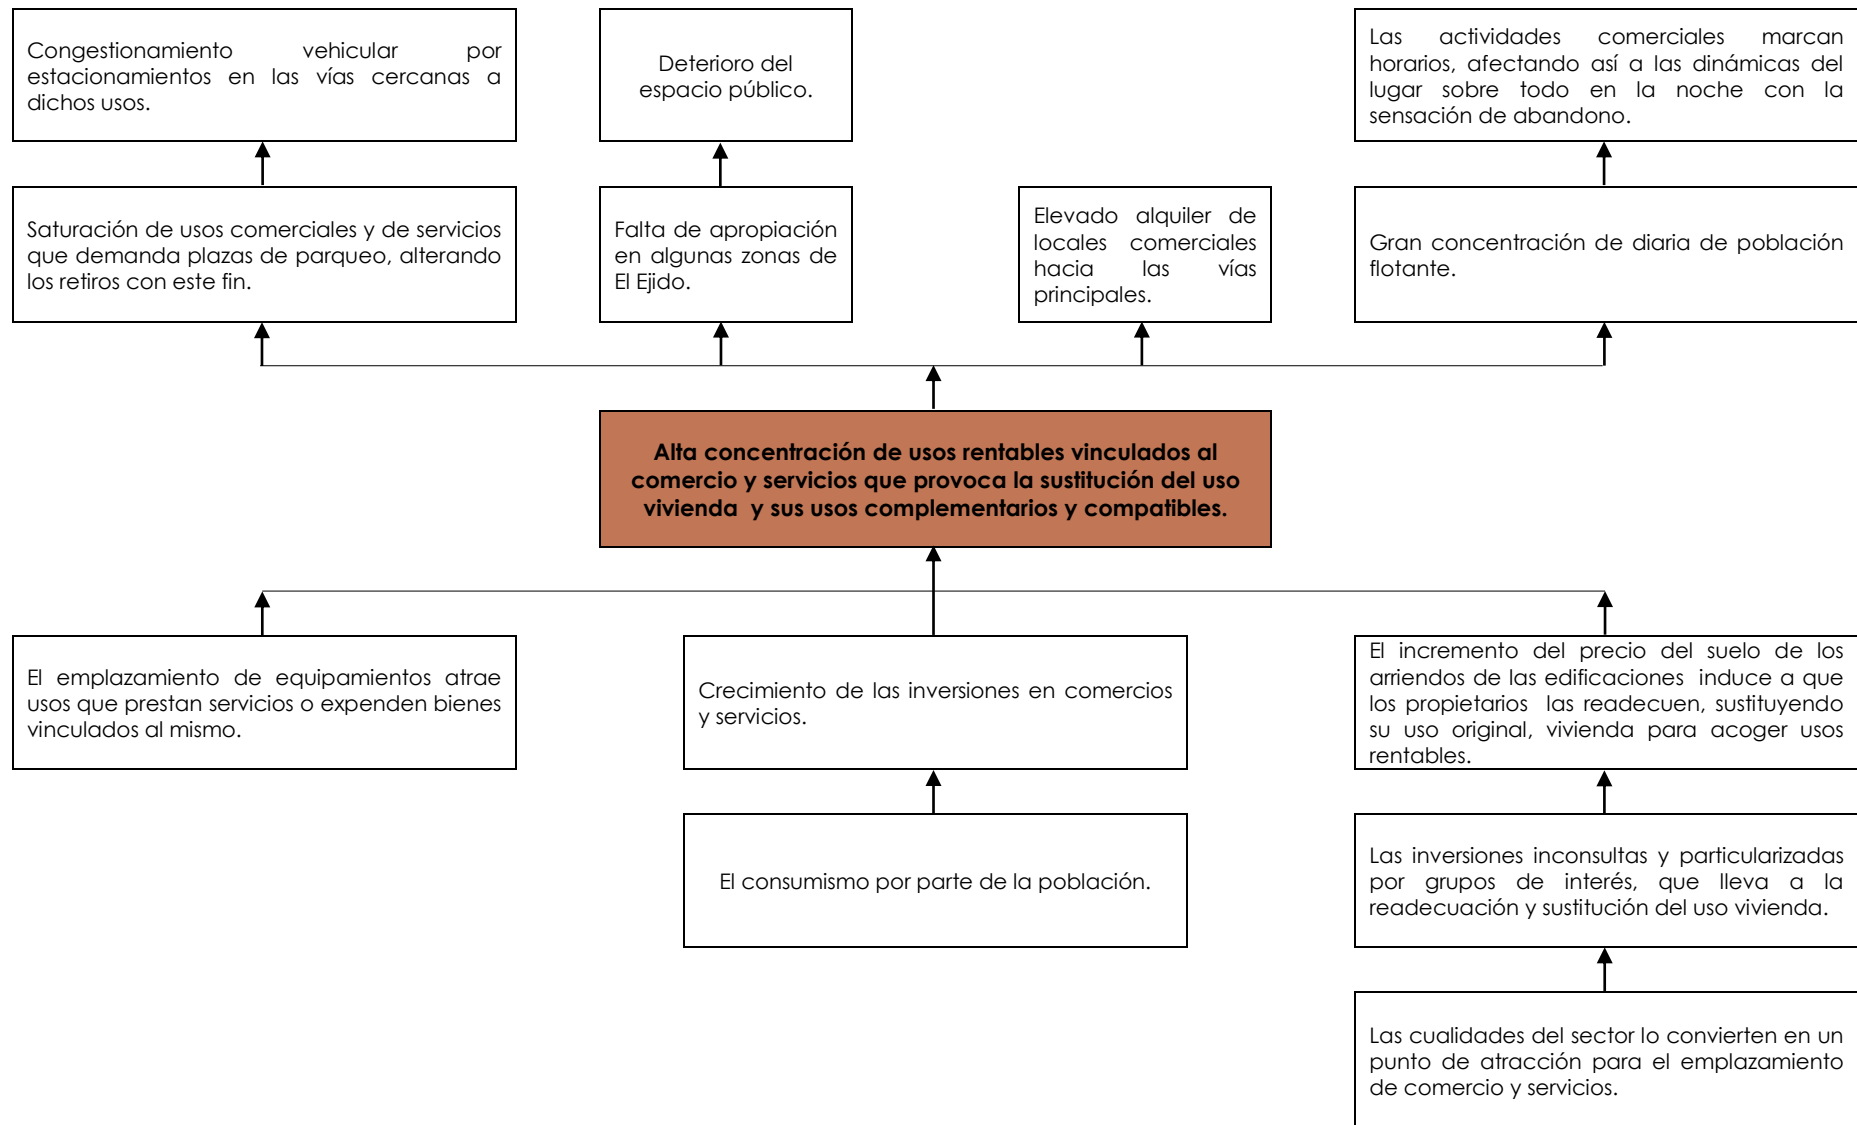 Congestionamiento vehicular por
estacionamientos en las vías cercanas a
dichos usos.
Deterioro del
espacio público.
Las actividades comerciales marcan
horarios, afectando así a las dinámicas del
lugar sobre todo en la noche con la
sensación de abandono.
Saturación de usos comerciales y de servicios
que demanda plazas de parqueo, alterando
los retiros con este fin.
Falta de apropiación
en algunas zonas de
El Ejido.
Elevado alquiler de
locales comerciales
hacia las vías
principales.
Gran concentración de diaria de población
flotante.
Alta concentración de usos rentables vinculados al
comercio y servicios que provoca la sustitución del uso
vivienda y sus usos complementarios y compatibles.
El emplazamiento de equipamientos atrae
usos que prestan servicios o expenden bienes
vinculados al mismo.
Crecimiento de las inversiones en comercios
y servicios.
El incremento del precio del suelo de los
arriendos de las edificaciones induce a que
los propietarios las readecuen, sustituyendo
su uso original, vivienda para acoger usos
rentables.
El consumismo por parte de la población.
Las inversiones inconsultas y particularizadas
por grupos de interés, que lleva a la
readecuación y sustitución del uso vivienda.
Las cualidades del sector lo convierten en un
punto de atracción para el emplazamiento
de comercio y servicios.